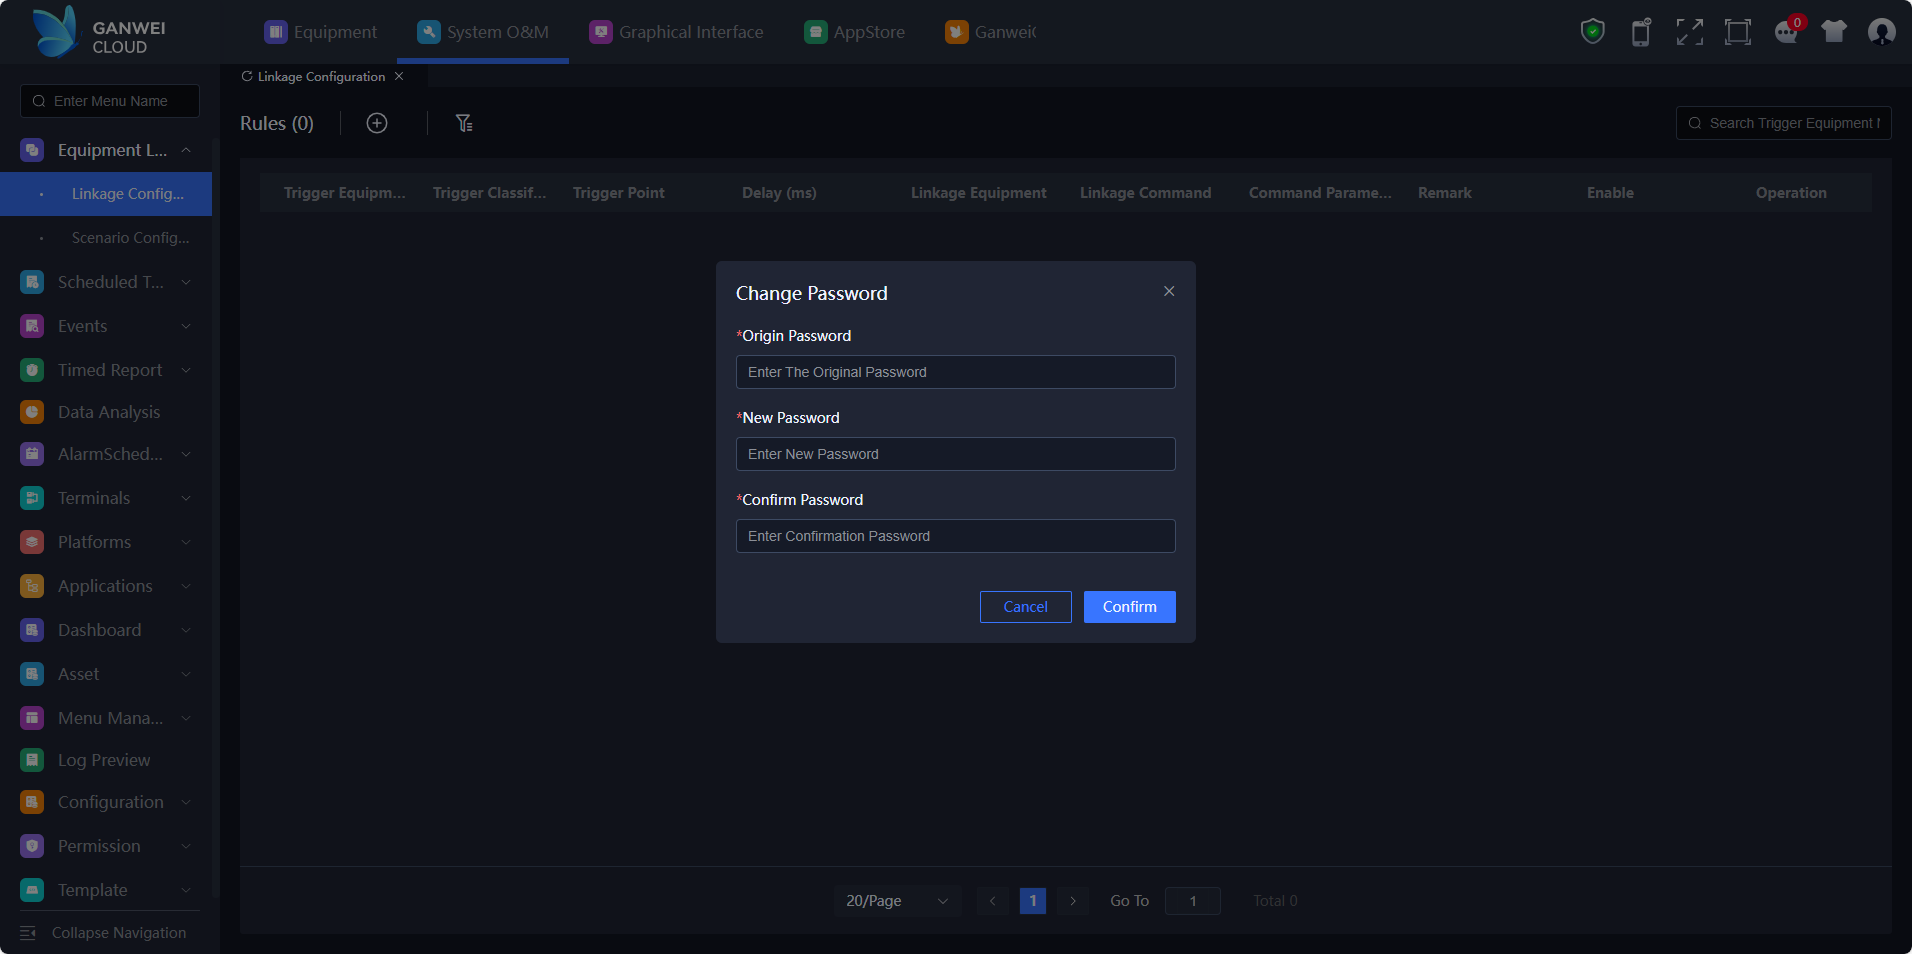 GANWEI
CLOUD
Equipment
System O&M
Graphical Interface
AppStore
Ganwei
0
Enter Menu Name
Linkage Configuration
Rules (0)
Search Trigger Equipment
Equipment L...
Linkage Config...
Scenario Config...
Scheduled T...
Events
Timed Report
Data Analysis
AlarmSched...
Terminals
Platforms
Applications
Dashboard
Asset
Menu Mana...
Log Preview
Configuration
Permission
Template
Collapse Navigation
Trigger Equipm... Trigger Classif... Trigger Point Delay (ms) Linkage Equipment Linkage Command Command Parame... Remark Enable Operation
Change Password
*Origin Password
Enter The Original Password
*New Password
Enter New Password
*Confirm Password
Enter Confirmation Password
Cancel Confirm
20/Page 1 Go To 1 Total 0